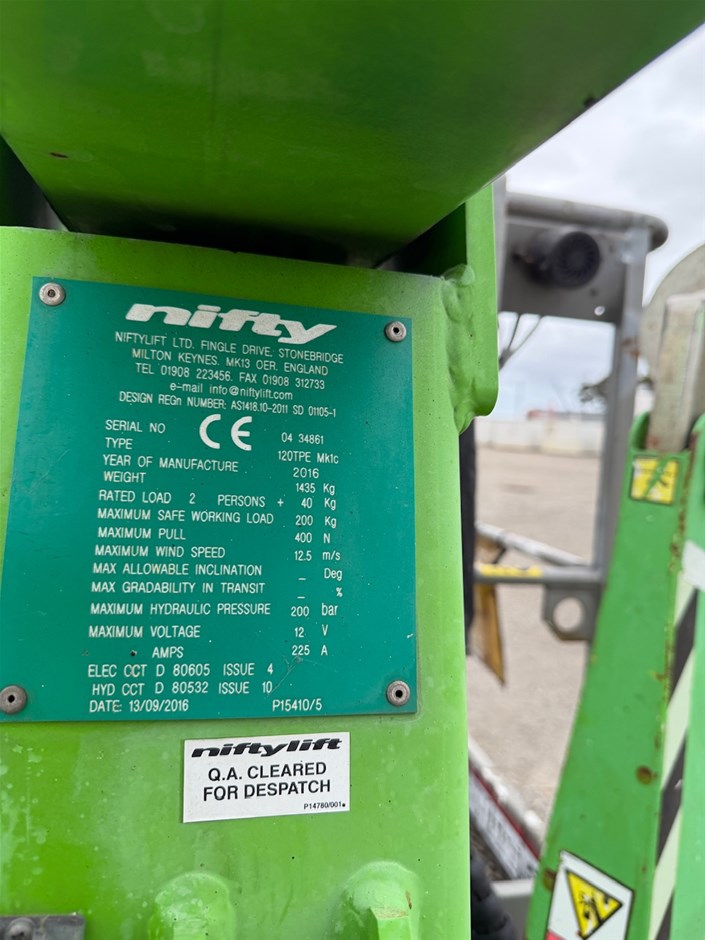 nifty
NIFTYLIFT LTD. FINGLE DRIVE, STONEBRIDGE
MILTON KEYNES. MK13 OER. ENGLAND
TEL 01908 223456. FAX 01908 312733
e-mail info@niftylift.com
DESIGN REGn NUMBER: AS1418.10-2011 SD 01105-1
SERIAL NO CE 04 34861
TYPE 120TPE Mk1c
YEAR OF MANUFACTURE 2016
WEIGHT 1435 Kg
RATED LOAD 2 PERSONS + 40 Kg
MAXIMUM SAFE WORKING LOAD 200 Kg
MAXIMUM PULL 400 N
MAXIMUM WIND SPEED 12.5 m/s
MAX ALLOWABLE INCLINATION _ Deg
MAX GRADABILITY IN TRANSIT _ %
MAXIMUM HYDRAULIC PRESSURE 200 bar
MAXIMUM VOLTAGE 12 V
AMPS 225 A
ELEC CCT D 80605 ISSUE 4
HYD CCT D 80532 ISSUE 10
DATE: 13/09/2016 P15410/5
niftylift
Q.A. CLEARED
FOR DESPATCH
P14780/001